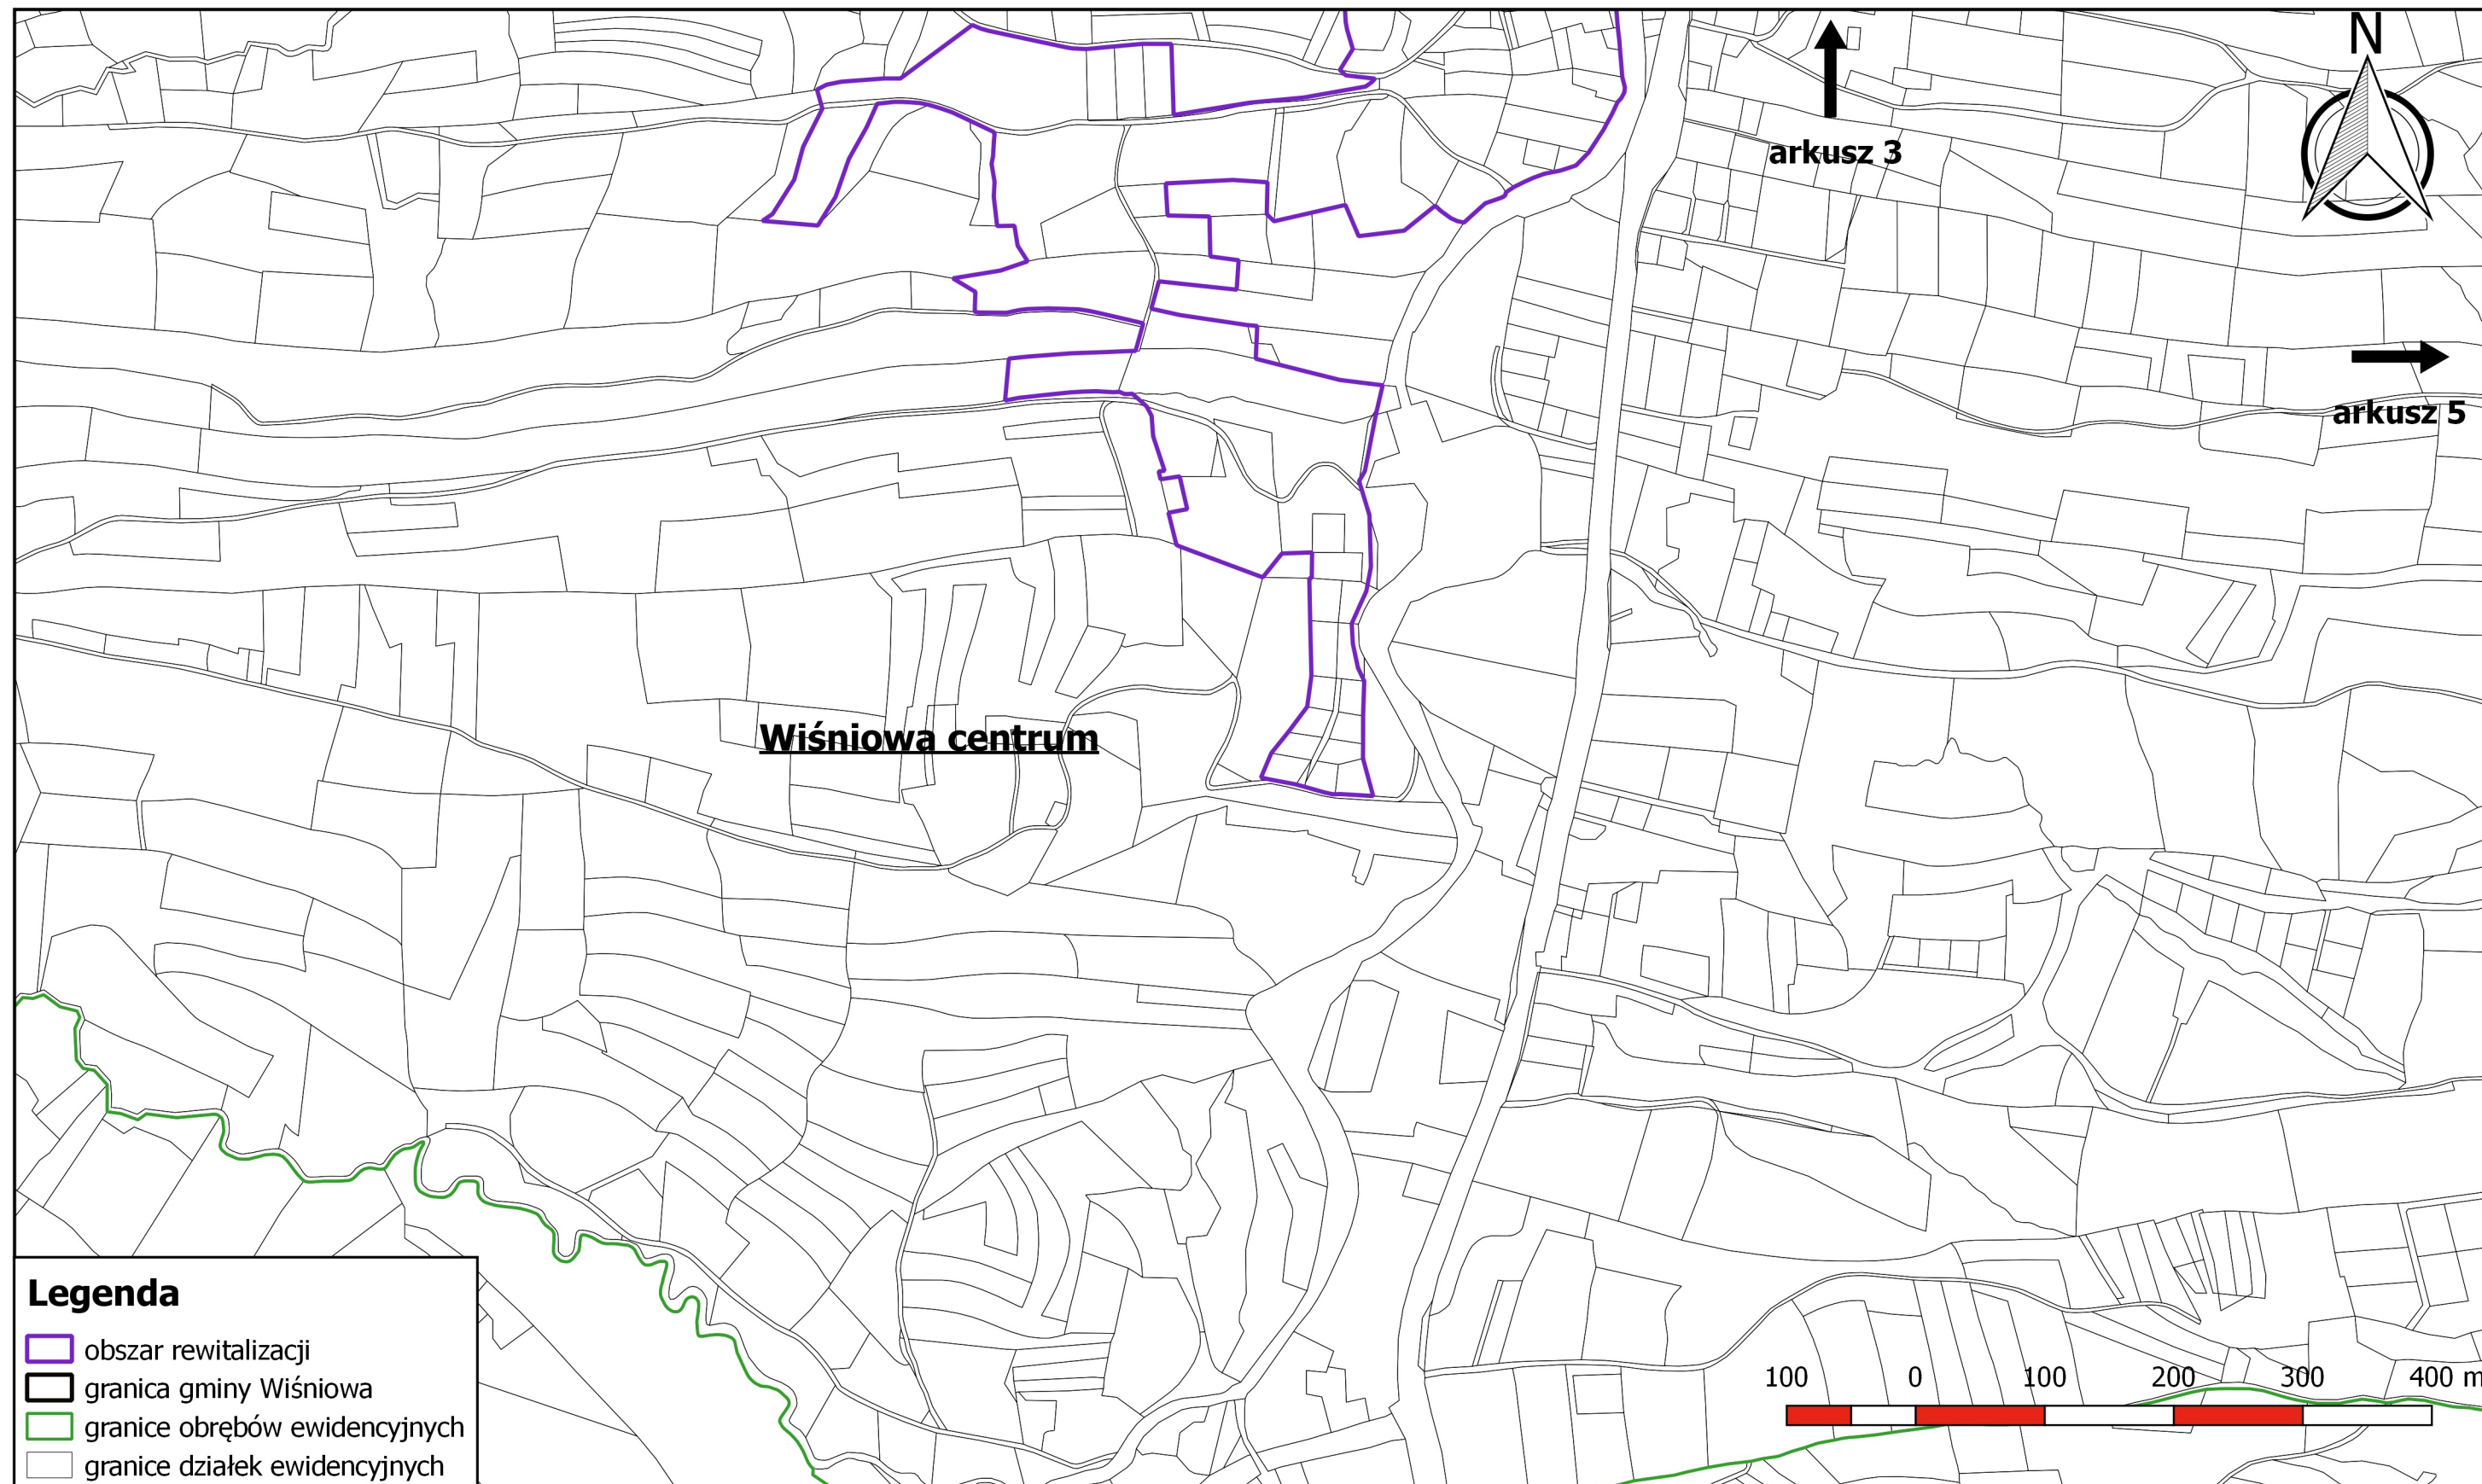 N
arkusz 3
arkusz 5
Wiśniowa centrum
Legenda
obszar rewitalizacji
granica gminy Wiśniowa
granice obrębów ewidencyjnych
granice działek ewidencyjnych
100 0 100 200 300 400 m